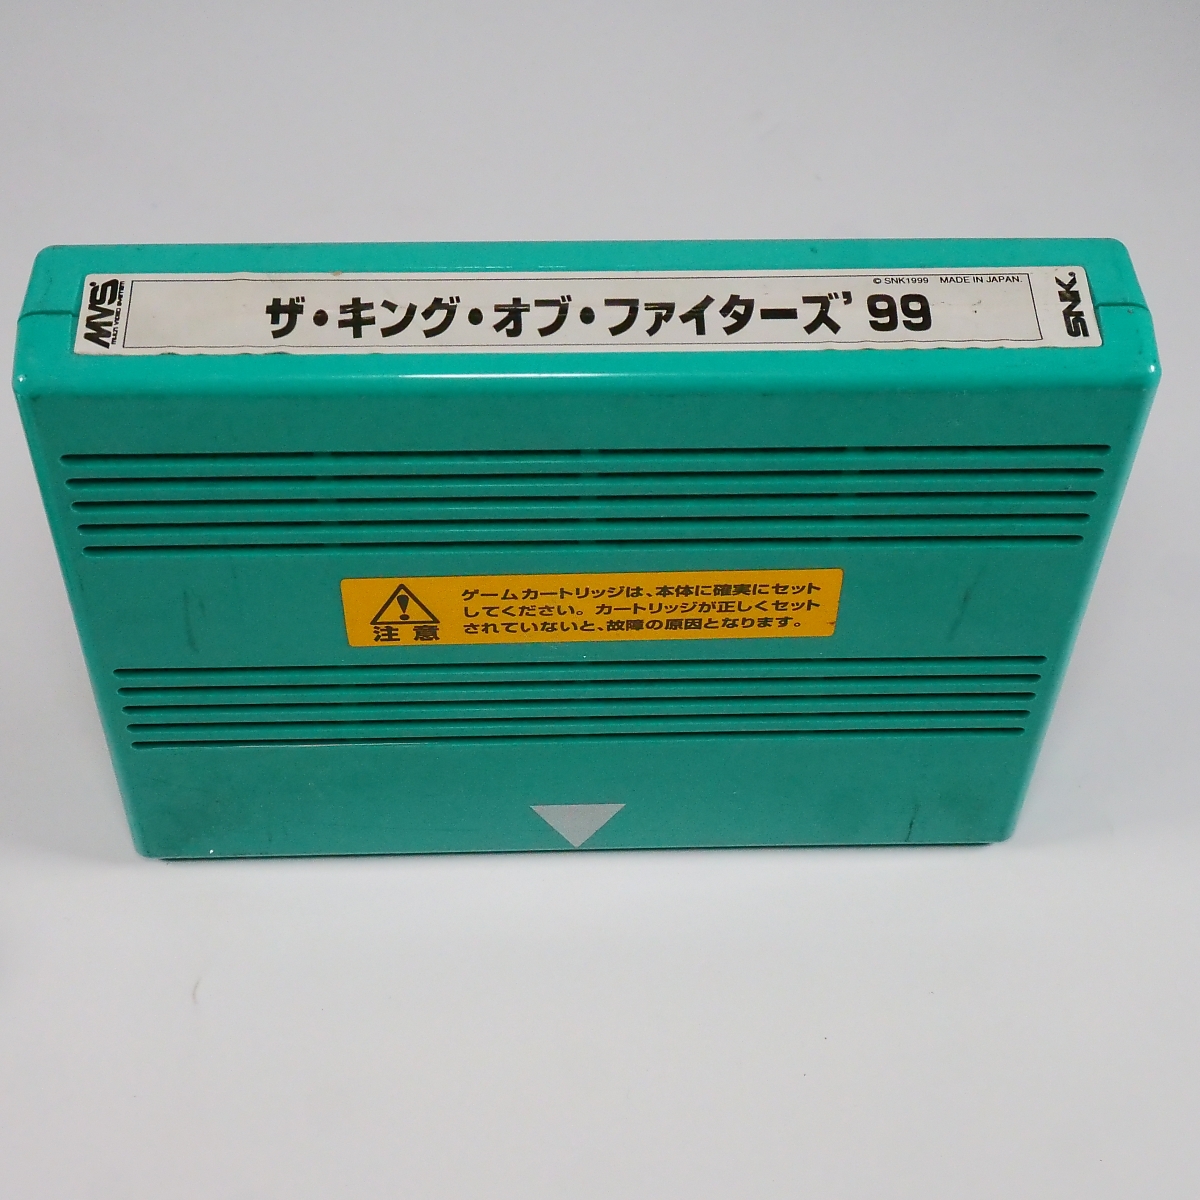 MVS
MULTI VIDEO SYSTEM
© SNK1999 MADE IN JAPAN.
ザ・キング・オブ・ファイターズ'99
SNK.
注意
ゲームカートリッジは、本体に確実にセット
してください。カートリッジが正しくセット
されていないと、故障の原因となります。